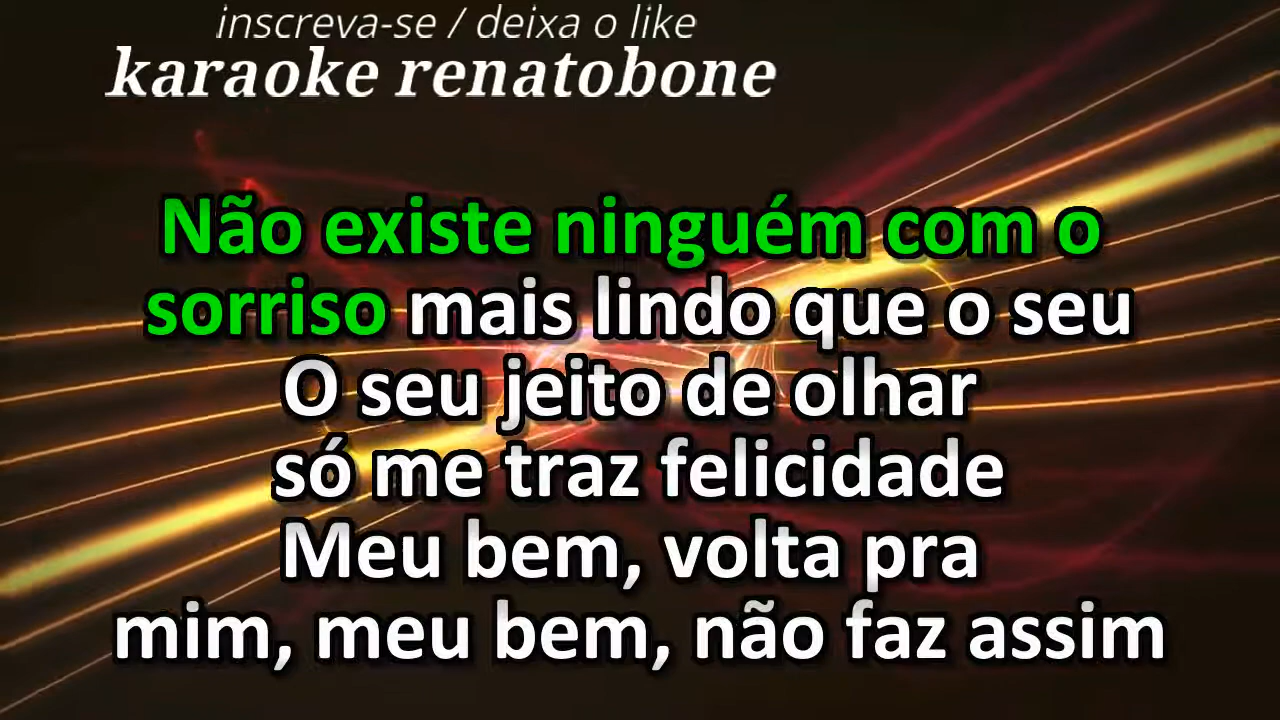 inscreva-se / deixa o like
karaoke renatobone
Não existe ninguém com o
sorriso mais lindo que o seu
O seu jeito de olhar
só me traz felicidade
Meu bem, volta pra
mim, meu bem, não faz assim